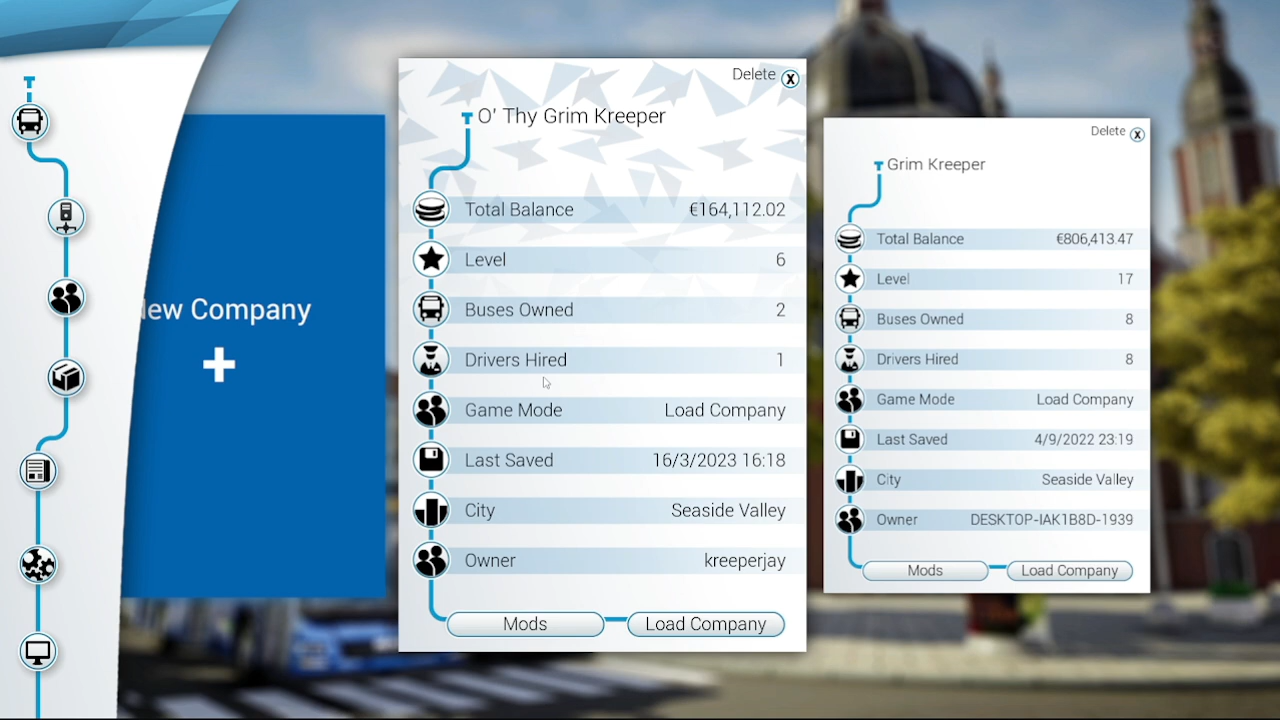 New Company
Delete
O' Thy Grim Kreeper
Total Balance €164,112.02
Level 6
Buses Owned 2
Drivers Hired 1
Game Mode Load Company
Last Saved 16/3/2023 16:18
City Seaside Valley
Owner kreeperjay
Mods Load Company
Delete
Grim Kreeper
Total Balance €806,413.47
Level 17
Buses Owned 8
Drivers Hired 8
Game Mode Load Company
Last Saved 4/9/2022 23:19
City Seaside Valley
Owner DESKTOP-IAK1B8D-1939
Mods Load Company